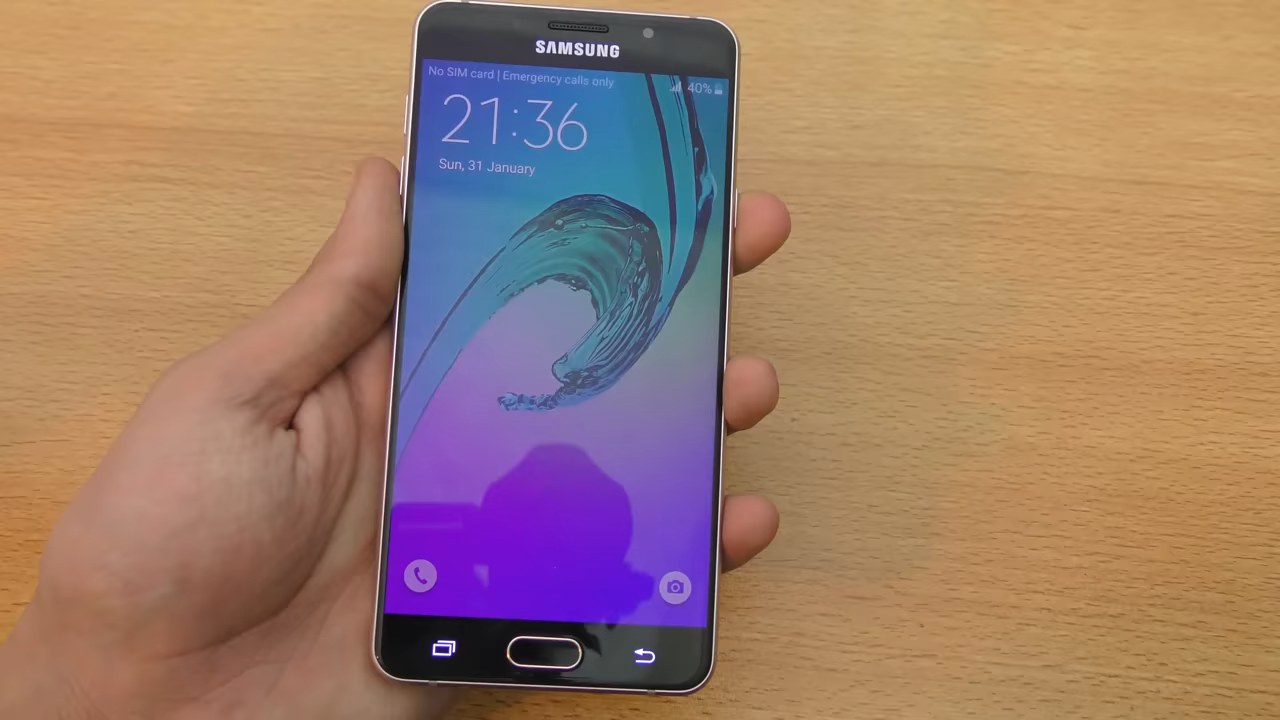 SAMSUNG
No SIM card | Emergency calls only
40%
21:36
Sun, 31 January